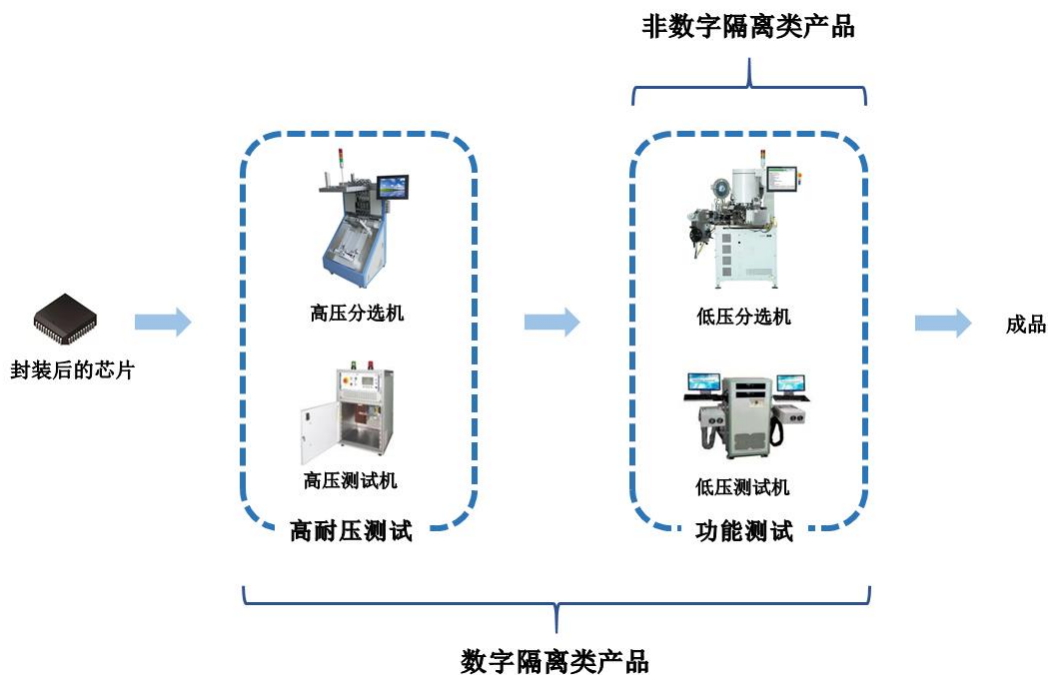 非数字隔离类产品
高压分选机
低压分选机
封装后的芯片
成品
高压测试机
低压测试机
高耐压测试
功能测试
数字隔离类产品